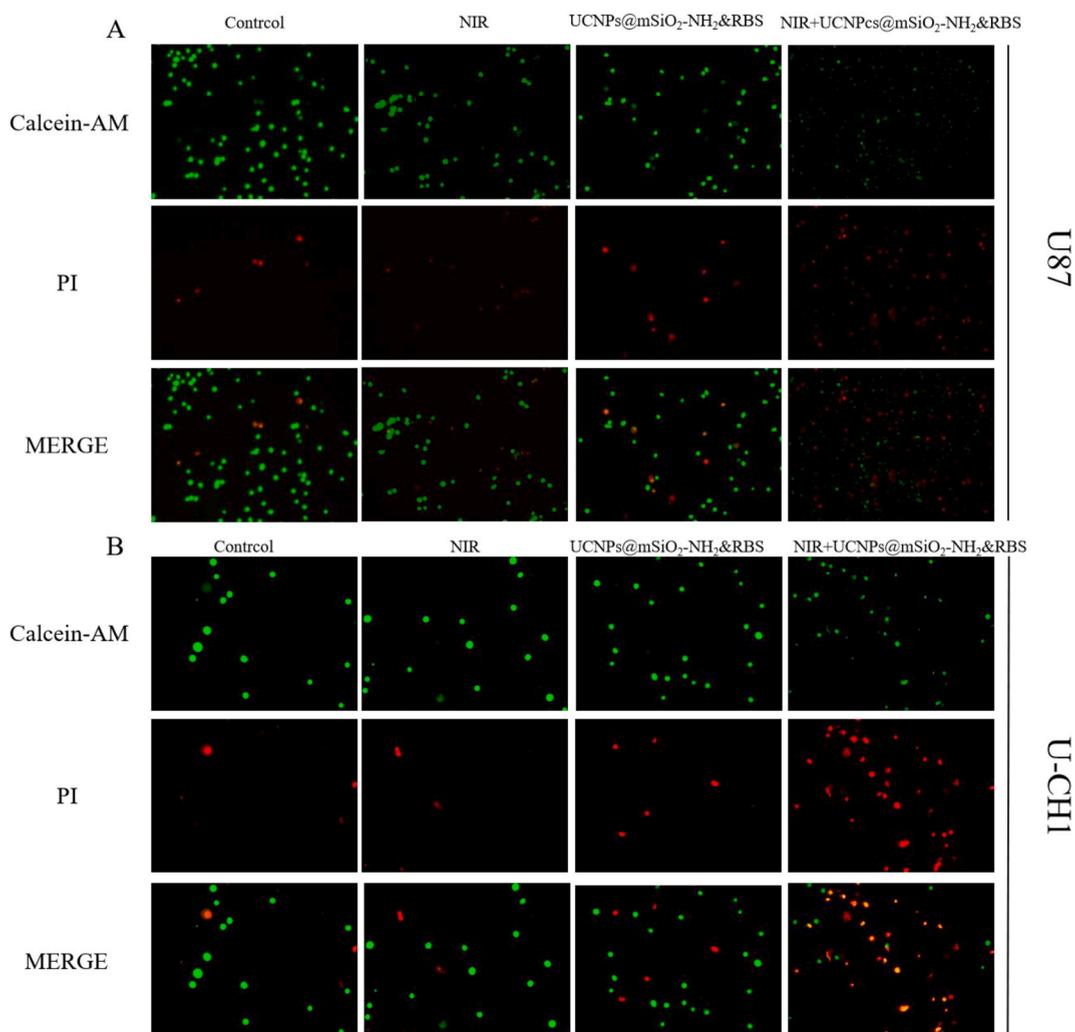 A
Contrcol
NIR
UCNPs@mSiO₂-NH₂&RBS
NIR+UCNPcs@mSiO₂-NH₂&RBS
Calcein-AM
PI
MERGE
U87
B
Contrcol
NIR
UCNPs@mSiO₂-NH₂&RBS
NIR+UCNPs@mSiO₂-NH₂&RBS
Calcein-AM
PI
MERGE
U-CH1